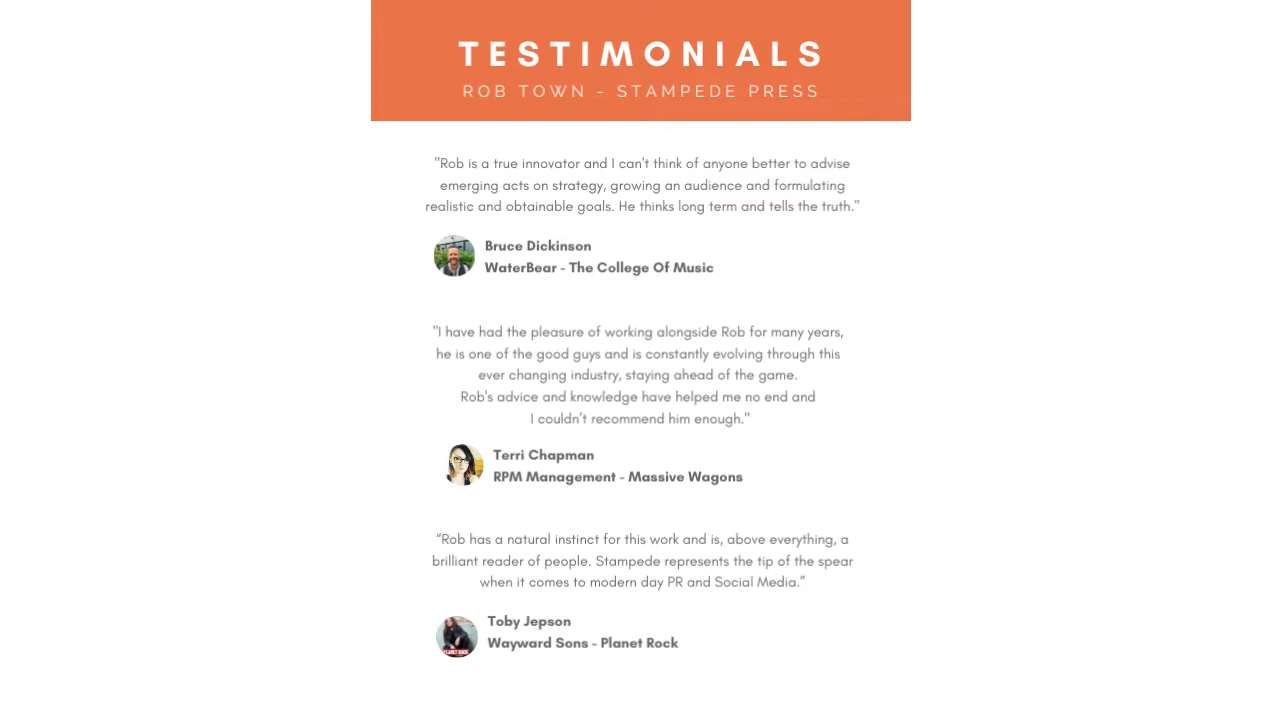 TESTIMONIALS
ROB TOWN - STAMPEDE PRESS
"Rob is a true innovator and I can't think of anyone better to advise
emerging acts on strategy, growing an audience and formulating
realistic and obtainable goals. He thinks long term and tells the truth."
Bruce Dickinson
WaterBear - The College Of Music
"I have had the pleasure of working alongside Rob for many years,
he is one of the good guys and is constantly evolving through this
ever changing industry, staying ahead of the game.
Rob's advice and knowledge have helped me no end and
I couldn’t recommend him enough."
Terri Chapman
RPM Management - Massive Wagons
“Rob has a natural instinct for this work and is, above everything, a
brilliant reader of people. Stampede represents the tip of the spear
when it comes to modern day PR and Social Media.”
Toby Jepson
Wayward Sons - Planet Rock
PLANET ROCK